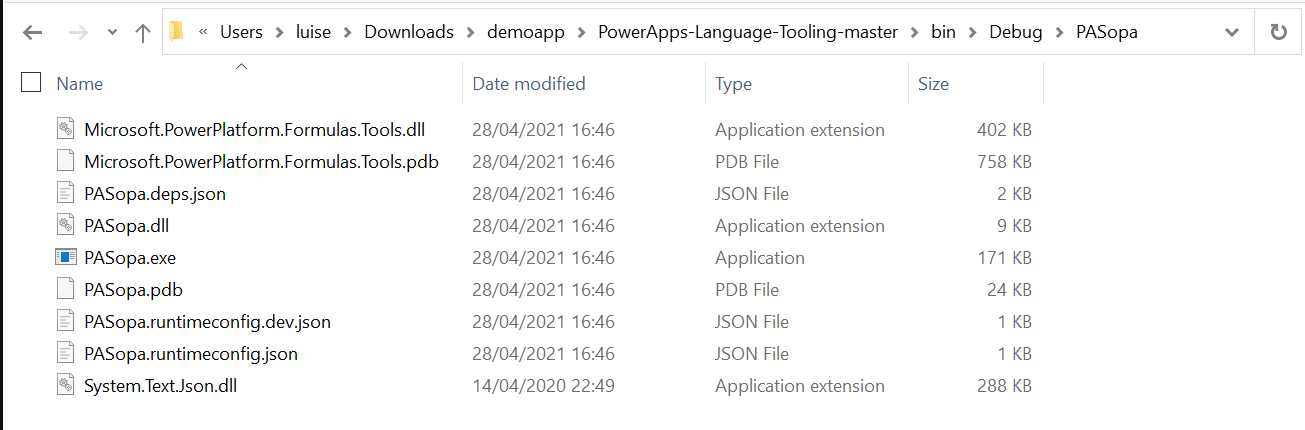 « Users > luise > Downloads > demoapp > PowerApps-Language-Tooling-master > bin > Debug > PASopa
Name Date modified Type Size
Microsoft.PowerPlatform.Formulas.Tools.dll 28/04/2021 16:46 Application extension 402 KB
Microsoft.PowerPlatform.Formulas.Tools.pdb 28/04/2021 16:46 PDB File 758 KB
PASopa.deps.json 28/04/2021 16:46 JSON File 2 KB
PASopa.dll 28/04/2021 16:46 Application extension 9 KB
PASopa.exe 28/04/2021 16:46 Application 171 KB
PASopa.pdb 28/04/2021 16:46 PDB File 24 KB
PASopa.runtimeconfig.dev.json 28/04/2021 16:46 JSON File 1 KB
PASopa.runtimeconfig.json 28/04/2021 16:46 JSON File 1 KB
System.Text.Json.dll 14/04/2020 22:49 Application extension 288 KB